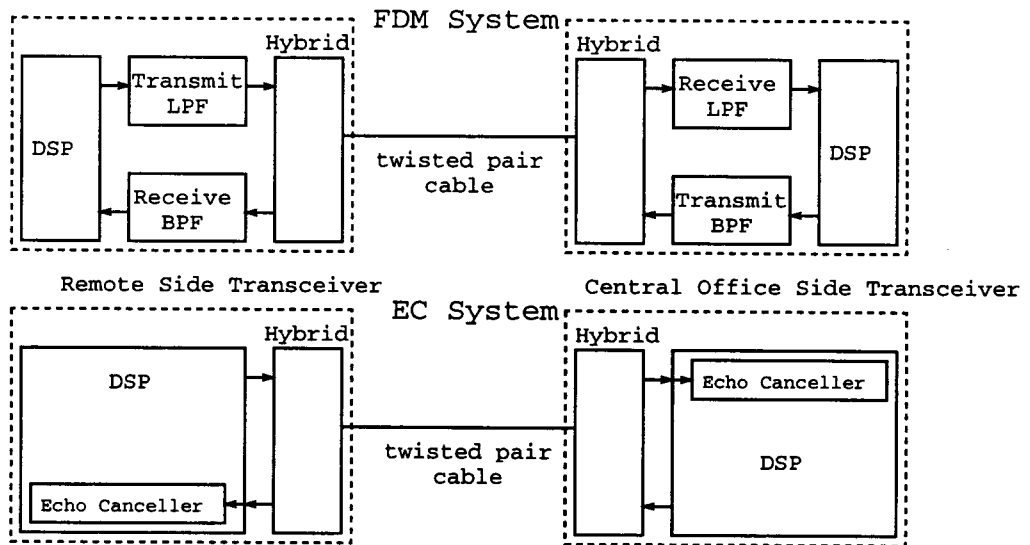 FDM System
Hybrid
Hybrid
Transmit
LPF
Receive
LPF
DSP
DSP
twisted pair
cable
Receive
BPF
Transmit
BPF
Remote Side Transceiver
Central Office Side Transceiver
EC System
Hybrid
Hybrid
DSP
Echo Canceller
twisted pair
cable
DSP
Echo Canceller